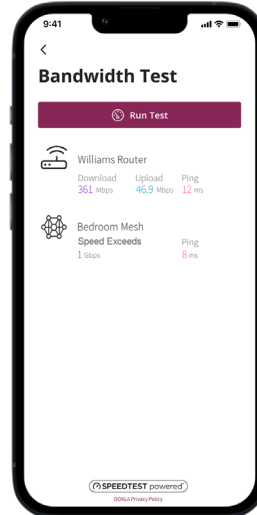 9:41
Bandwidth Test
Run Test
Williams Router
Download Upload Ping
361 Mbps 46.9 Mbps 12 ms
Bedroom Mesh
Speed Exceeds Ping
1 Gbps 8 ms
SPEEDTEST powered
OOKLA Privacy Policy